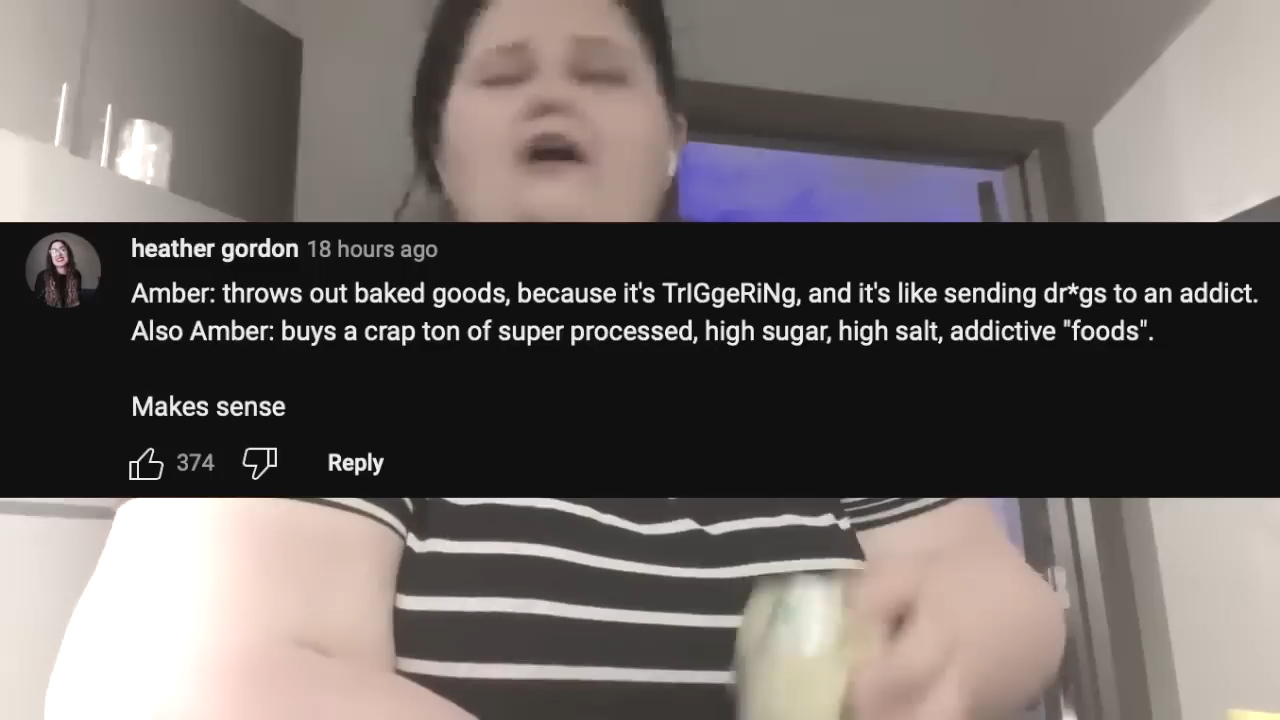 heather gordon 18 hours ago
Amber: throws out baked goods, because it's TrIGgeRiNg, and it's like sending dr*gs to an addict.
Also Amber: buys a crap ton of super processed, high sugar, high salt, addictive "foods".
Makes sense
374 Reply